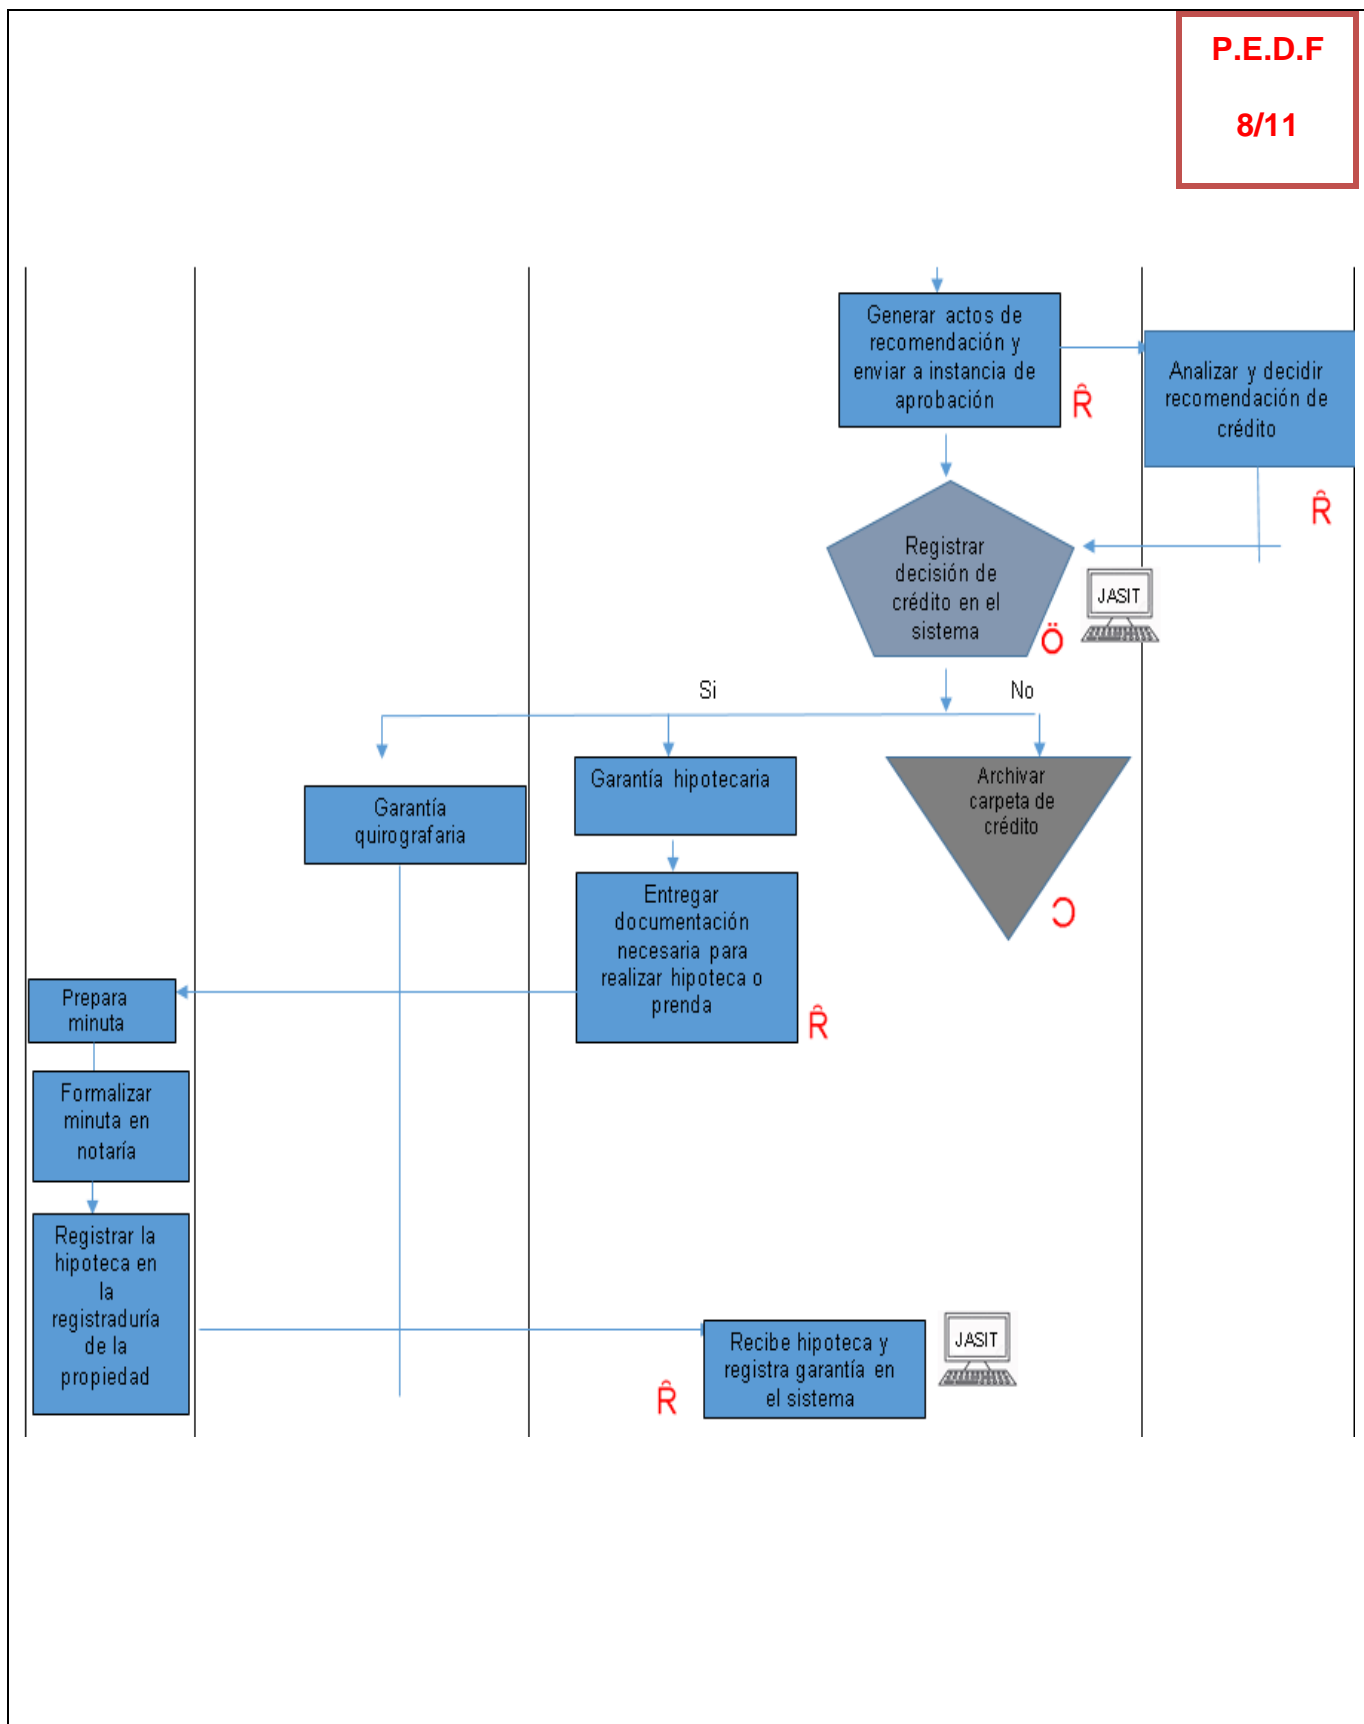 P.E.D.F
8/11
Generar actos de
recomendación y
enviar a instancia de
aprobación
R̂
Analizar y decidir
recomendación de
crédito
R̂
Registrar
decisión de
crédito en el
sistema
Ö
JASIT
Si
No
Garantía
quirografaria
Garantía hipotecaria
Archivar
carpeta de
crédito
Ɔ
Entregar
documentación
necesaria para
realizar hipoteca o
prenda
R̂
Prepara
minuta
Formalizar
minuta en
notaría
Registrar la
hipoteca en
la
registraduría
de la
propiedad
R̂
Recibe hipoteca y
registra garantía en
el sistema
JASIT